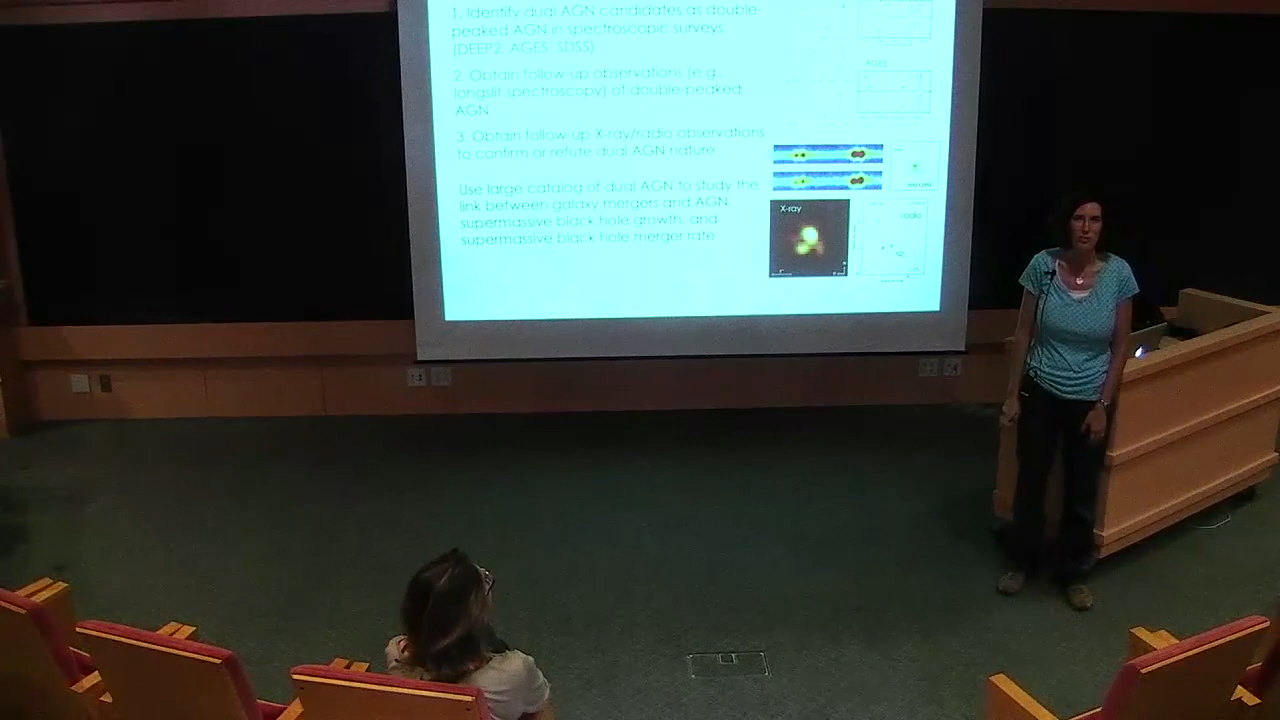 1. Identify dual AGN candidates as double-
peaked AGN in spectroscopic surveys
(DEEP2, AGES, SDSS)
2. Obtain follow-up observations (e.g.,
longslit spectroscopy) of double-peaked
AGN
3. Obtain follow-up X-ray/radio observations
to confirm or refute dual AGN nature
Use large catalog of dual AGN to study the
link between galaxy mergers and AGN,
supermassive black hole growth, and
supermassive black hole merger rate
AGES
X-ray
radio